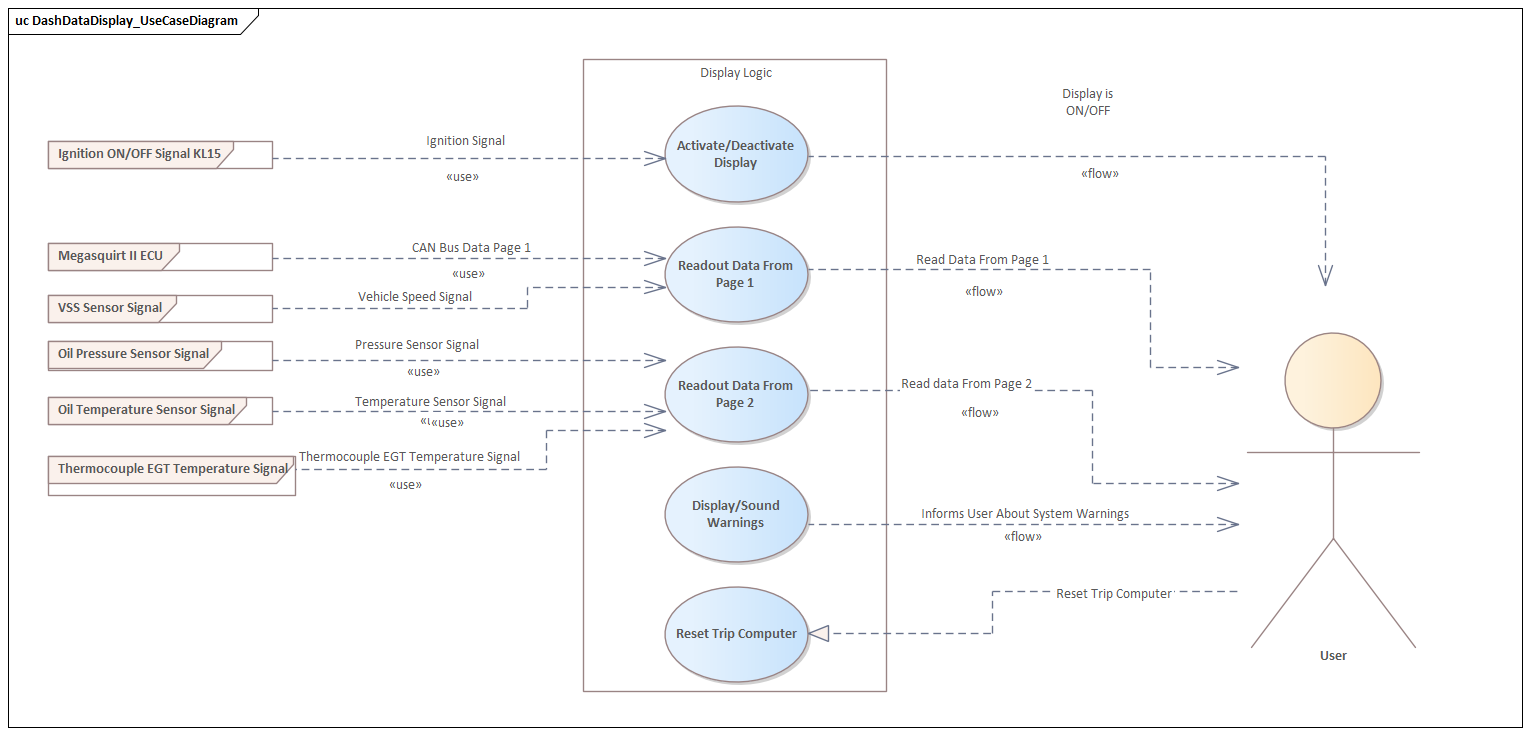 uc DashDataDisplay_UseCaseDiagram
Display Logic
Display is
ON/OFF
Ignition ON/OFF Signal KL15
Ignition Signal
«use»
Activate/Deactivate
Display
«flow»
Megasquirt II ECU
CAN Bus Data Page 1
«use»
Readout Data From
Page 1
Read Data From Page 1
«flow»
VSS Sensor Signal
Vehicle Speed Signal
Oil Pressure Sensor Signal
Pressure Sensor Signal
«use»
Readout Data From
Page 2
Read data From Page 2
«flow»
Oil Temperature Sensor Signal
Temperature Sensor Signal
«use»
Thermocouple EGT Temperature Signal
Thermocouple EGT Temperature Signal
«use»
Display/Sound
Warnings
Informs User About System Warnings
«flow»
Reset Trip Computer
Reset Trip Computer
User